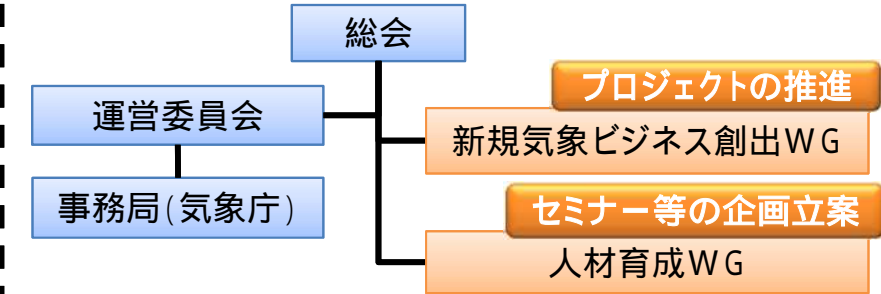 総会
運営委員会
事務局(気象庁)
プロジェクトの推進
新規気象ビジネス創出WG
セミナー等の企画立案
人材育成WG